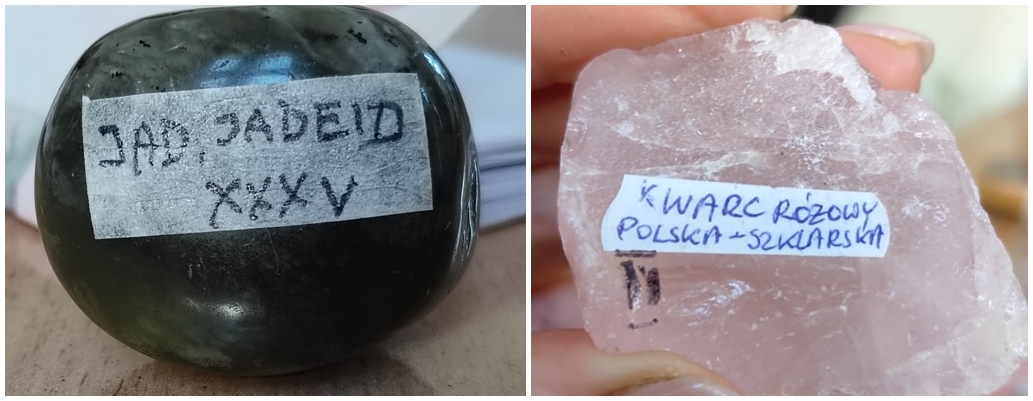 JAD, JADEID
XXXV
KWARC RÓŻOWY
POLSKA-SZKLARSKA